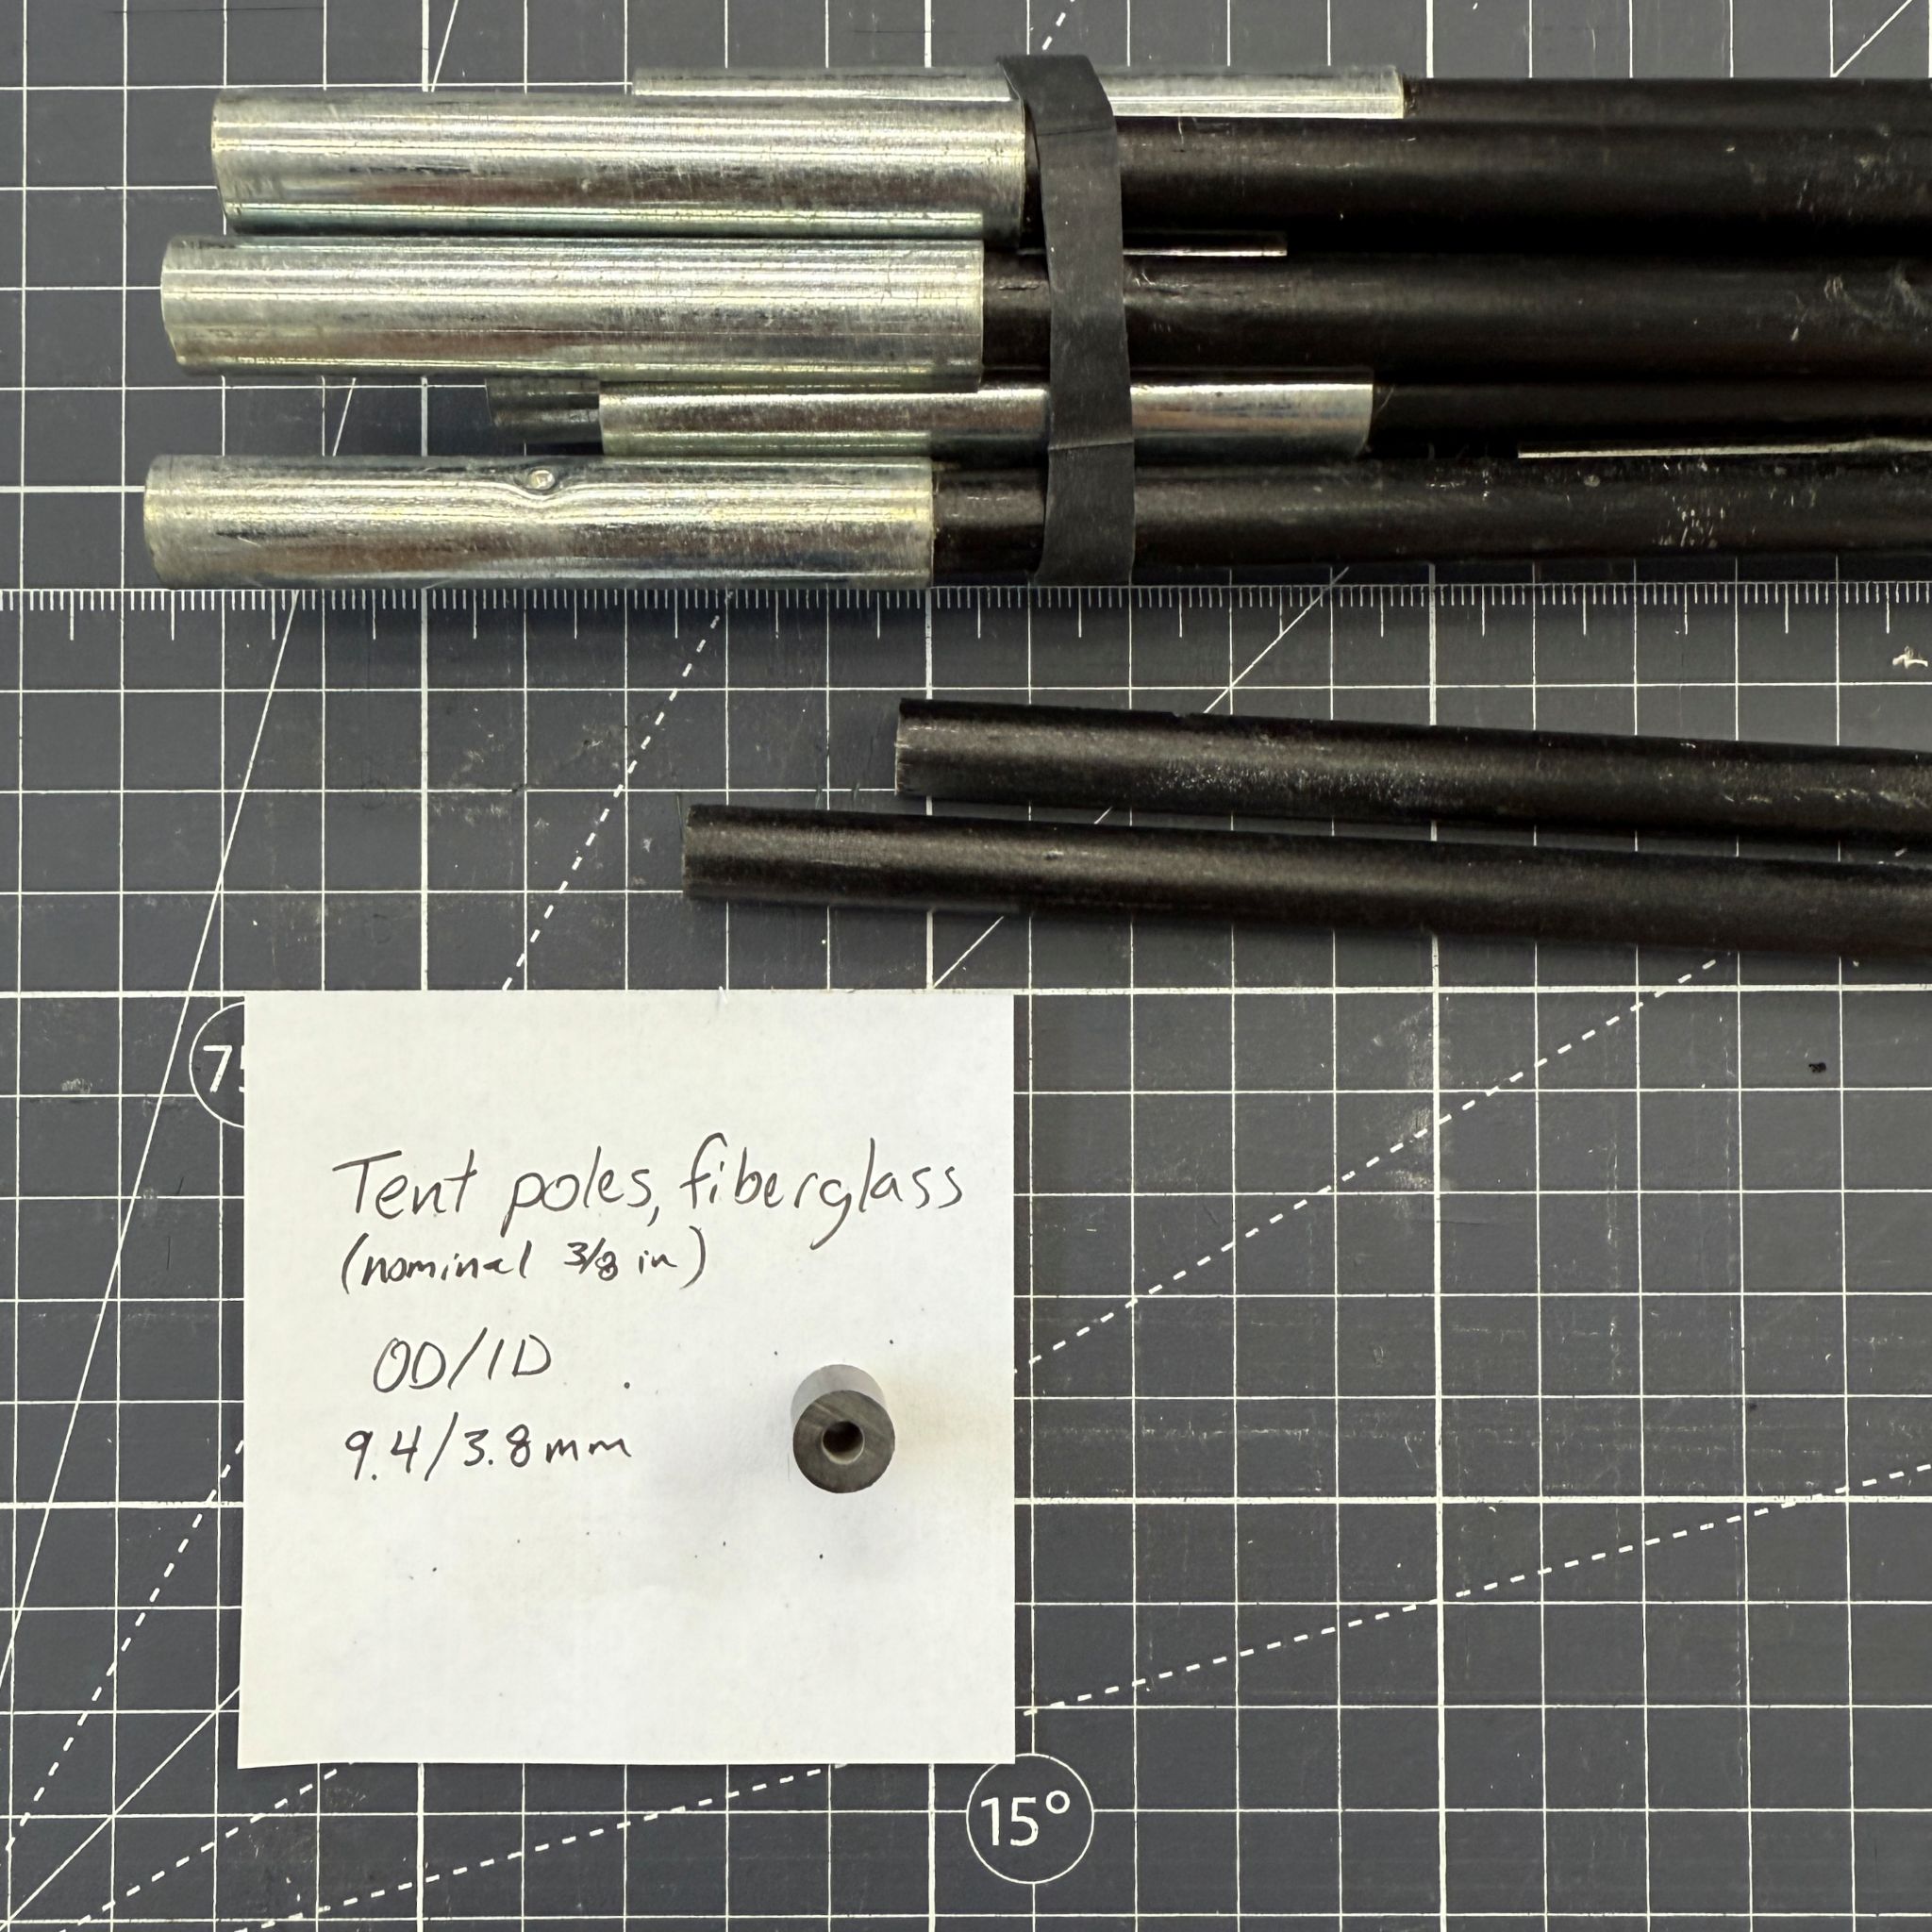 75
Tent poles, fiberglass
(nominal 3/8 in)
OD/ID
9.4/3.8mm
15°